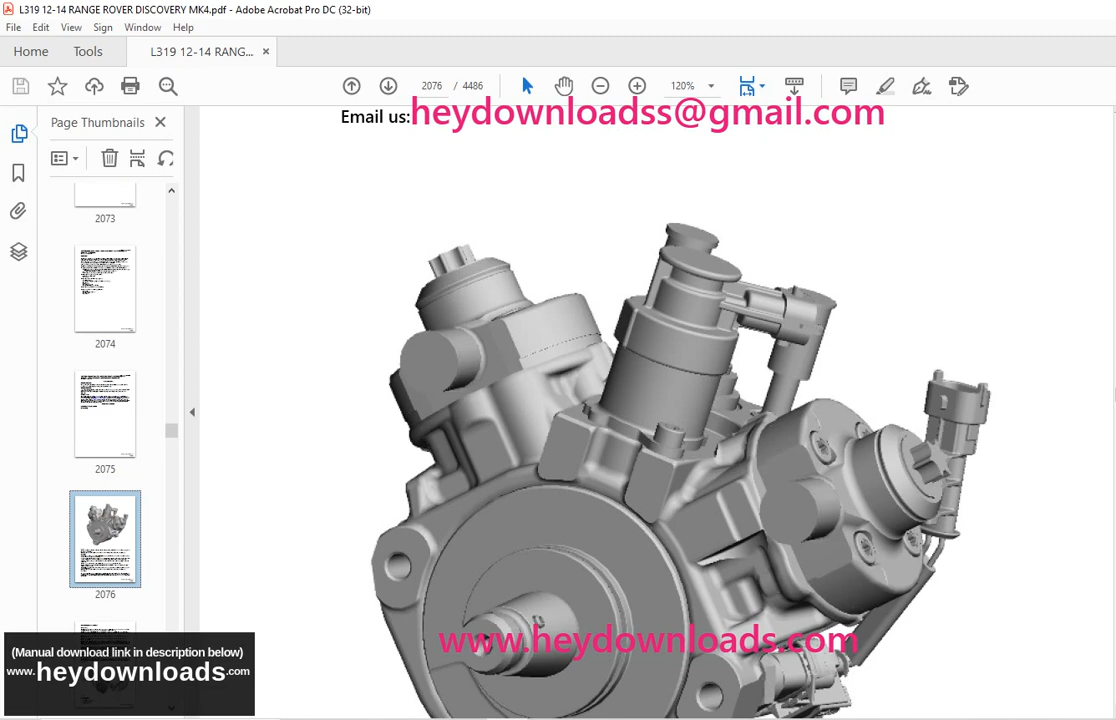 L319 12-14 RANGE ROVER DISCOVERY MK4.pdf - Adobe Acrobat Pro DC (32-bit)
File Edit View Sign Window Help
Home Tools L319 12-14 RANG... ×
2076 / 4486 120%
Email us:heydownloadss@gmail.com
Page Thumbnails
2073
2074
2075
2076
www.heydownloads.com
(Manual download link in description below)
www.heydownloads.com